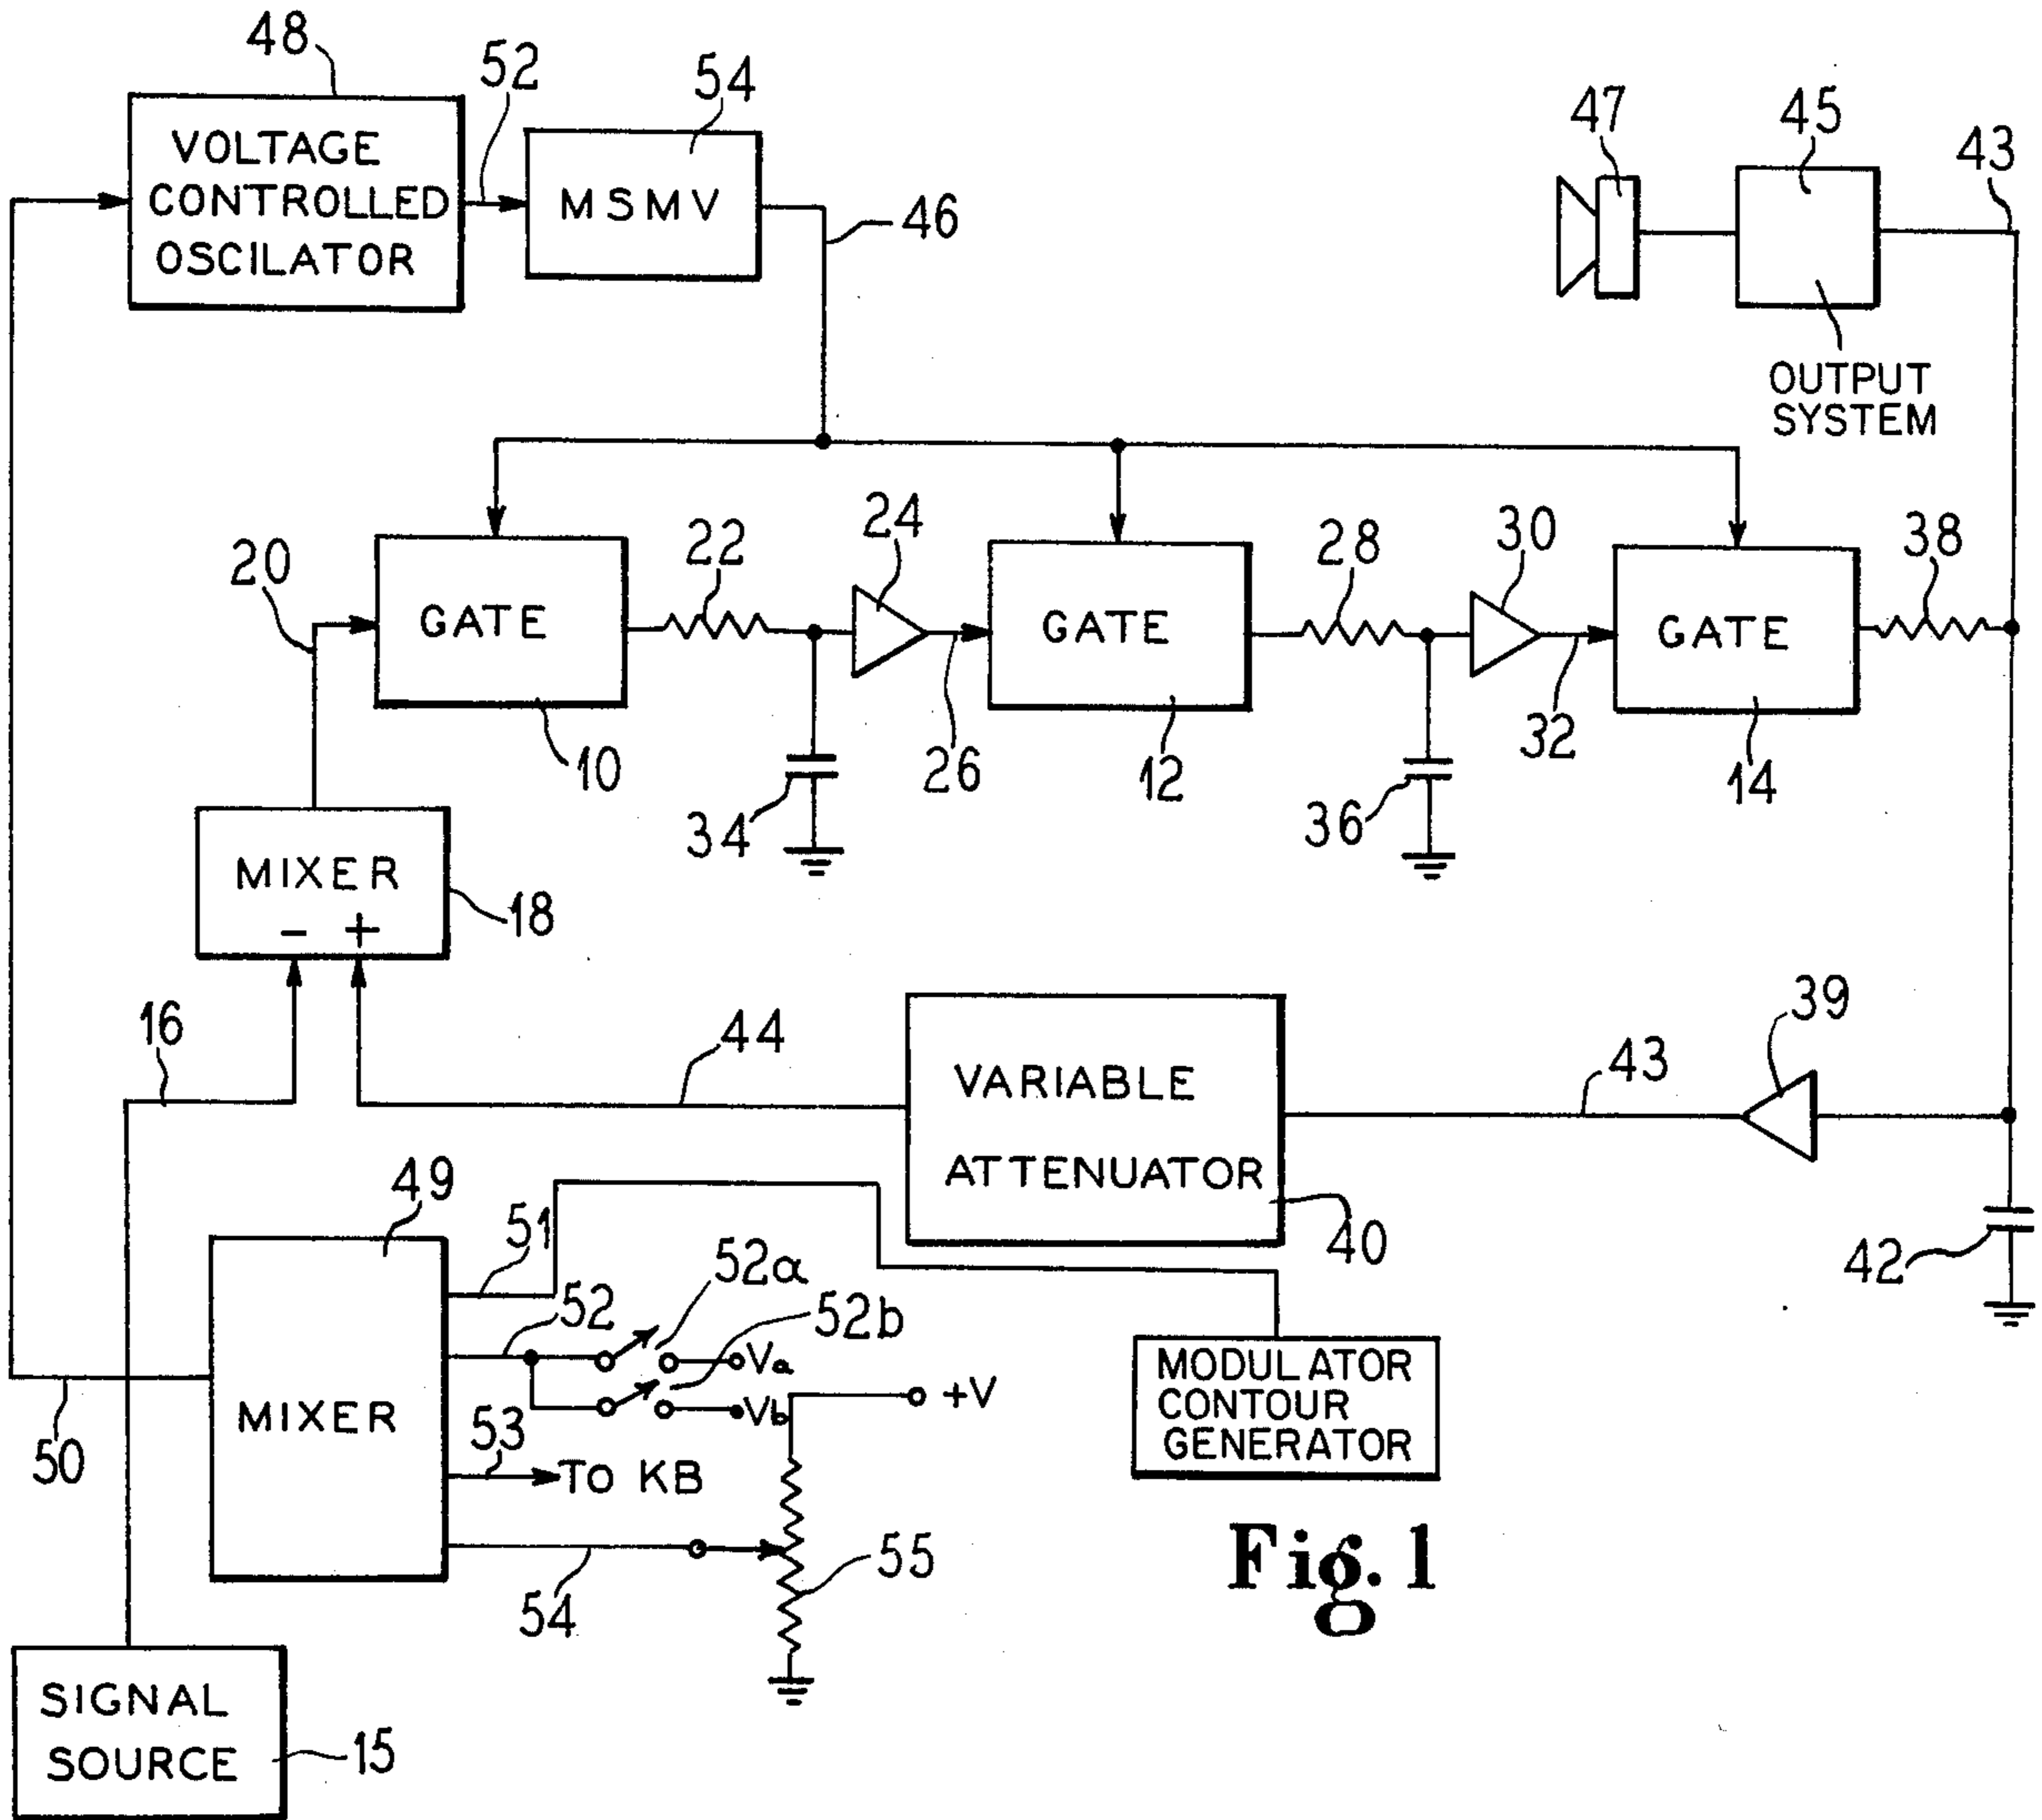 48
52
54
47
45
43
VOLTAGE
CONTROLLED
OSCILATOR
MSMV
46
OUTPUT
SYSTEM
20
22
24
28
30
38
GATE
GATE
GATE
10
34
26
12
36
32
14
MIXER
- +
18
16
44
VARIABLE
ATTENUATOR
40
43
39
42
49
51
52
52a
52b
Va
Vb
+V
MIXER
50
53
TO KB
54
55
MODULATOR
CONTOUR
GENERATOR
Fig. 1
SIGNAL
SOURCE
15